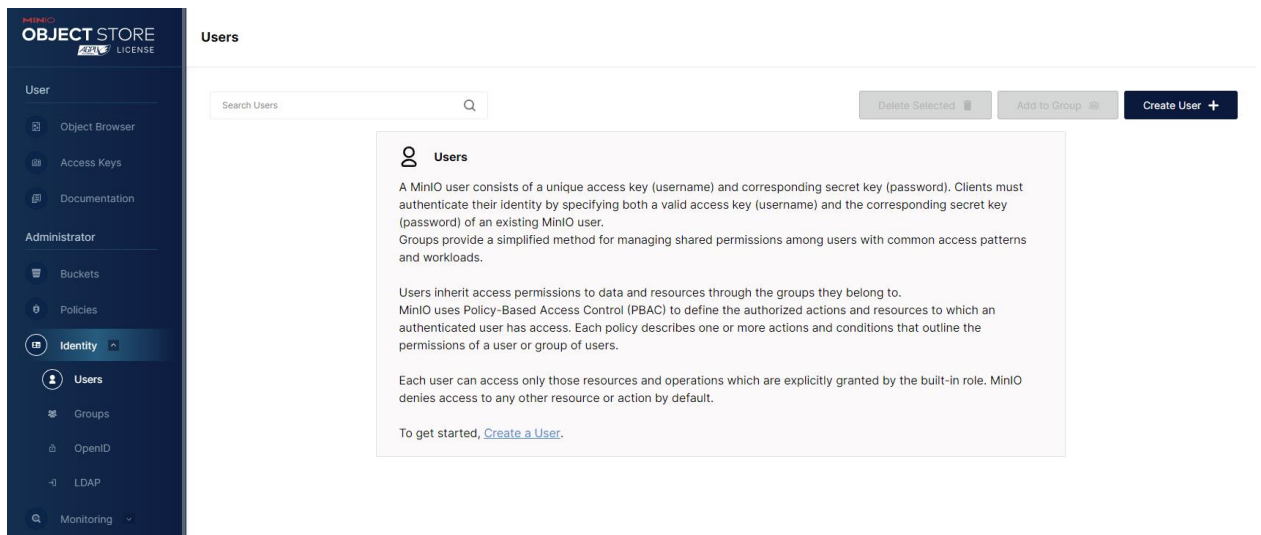 MINIO
OBJECT STORE
AGPL LICENSE
Users
User
Object Browser
Access Keys
Documentation
Administrator
Buckets
Policies
Identity
Users
Groups
OpenID
LDAP
Monitoring
Search Users
Delete Selected
Add to Group
Create User +
Users
A MinIO user consists of a unique access key (username) and corresponding secret key (password). Clients must
authenticate their identity by specifying both a valid access key (username) and the corresponding secret key
(password) of an existing MinIO user.
Groups provide a simplified method for managing shared permissions among users with common access patterns
and workloads.
Users inherit access permissions to data and resources through the groups they belong to.
MinIO uses Policy-Based Access Control (PBAC) to define the authorized actions and resources to which an
authenticated user has access. Each policy describes one or more actions and conditions that outline the
permissions of a user or group of users.
Each user can access only those resources and operations which are explicitly granted by the built-in role. MinIO
denies access to any other resource or action by default.
To get started, Create a User.